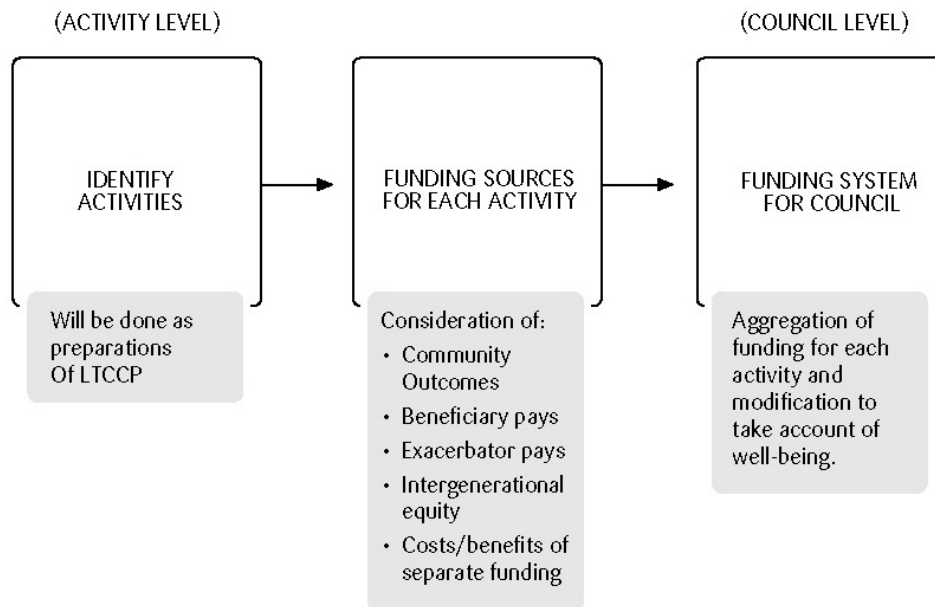 (ACTIVITY LEVEL)
(COUNCIL LEVEL)
IDENTIFY
ACTIVITIES
FUNDING SOURCES
FOR EACH ACTIVITY
FUNDING SYSTEM
FOR COUNCIL
Will be done as
preparations
Of LTCCP
Consideration of:
• Community
Outcomes
• Beneficiary pays
• Exacerbator pays
• Intergenerational
equity
• Costs/benefits of
separate funding
Aggregation of
funding for each
activity and
modification to
take account of
well-being.